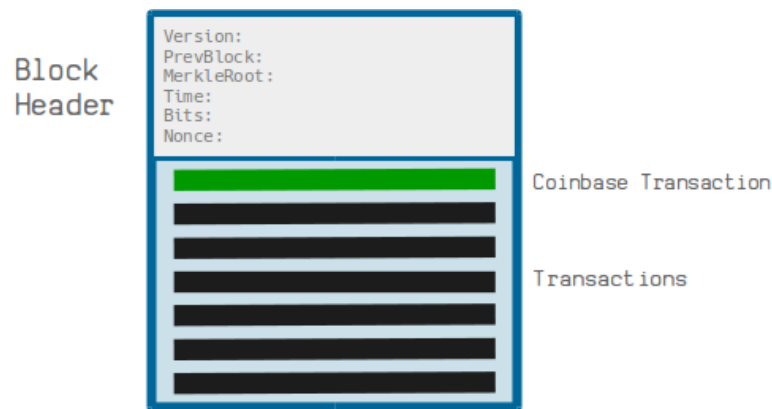 Block
Header
Version:
PrevBlock:
MerkleRoot:
Time:
Bits:
Nonce:
Coinbase Transaction
Transactions